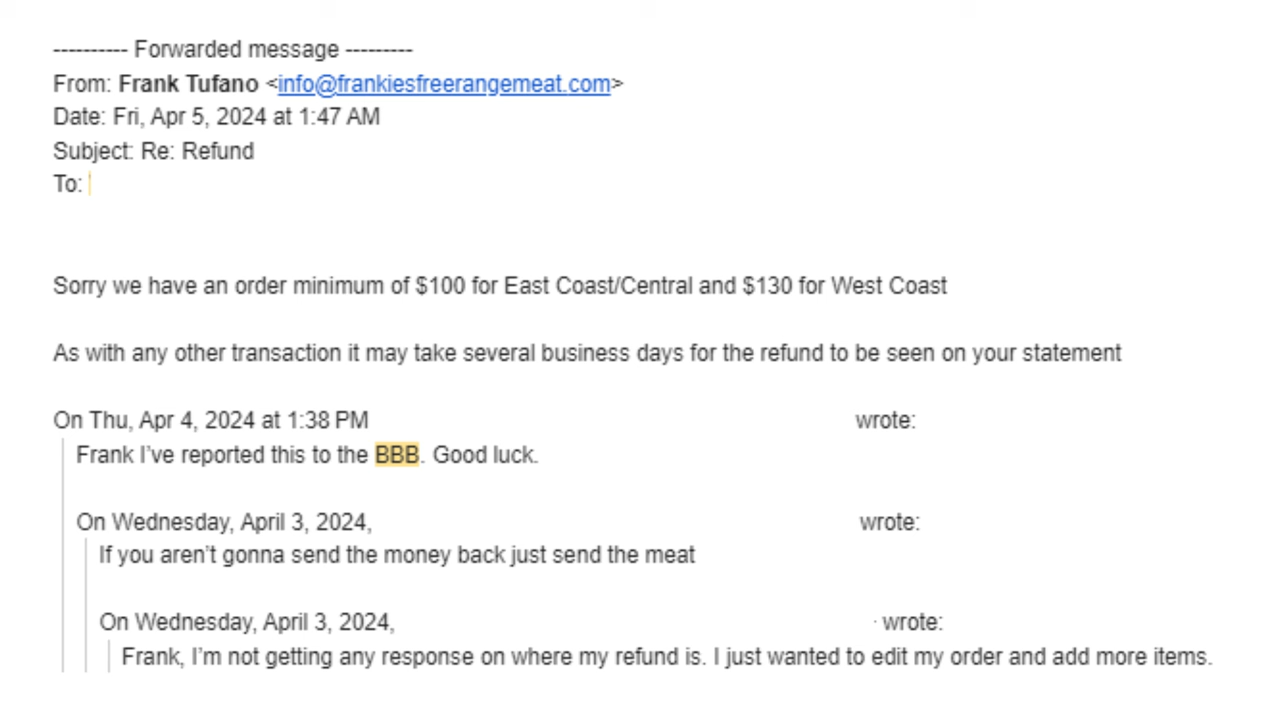 ---------- Forwarded message ---------
From: Frank Tufano <info@frankiesfreerangemeat.com>
Date: Fri, Apr 5, 2024 at 1:47 AM
Subject: Re: Refund
To:
Sorry we have an order minimum of $100 for East Coast/Central and $130 for West Coast
As with any other transaction it may take several business days for the refund to be seen on your statement
On Thu, Apr 4, 2024 at 1:38 PM wrote:
Frank I've reported this to the BBB. Good luck.
On Wednesday, April 3, 2024, wrote:
If you aren't gonna send the money back just send the meat
On Wednesday, April 3, 2024, wrote:
Frank, I'm not getting any response on where my refund is. I just wanted to edit my order and add more items.